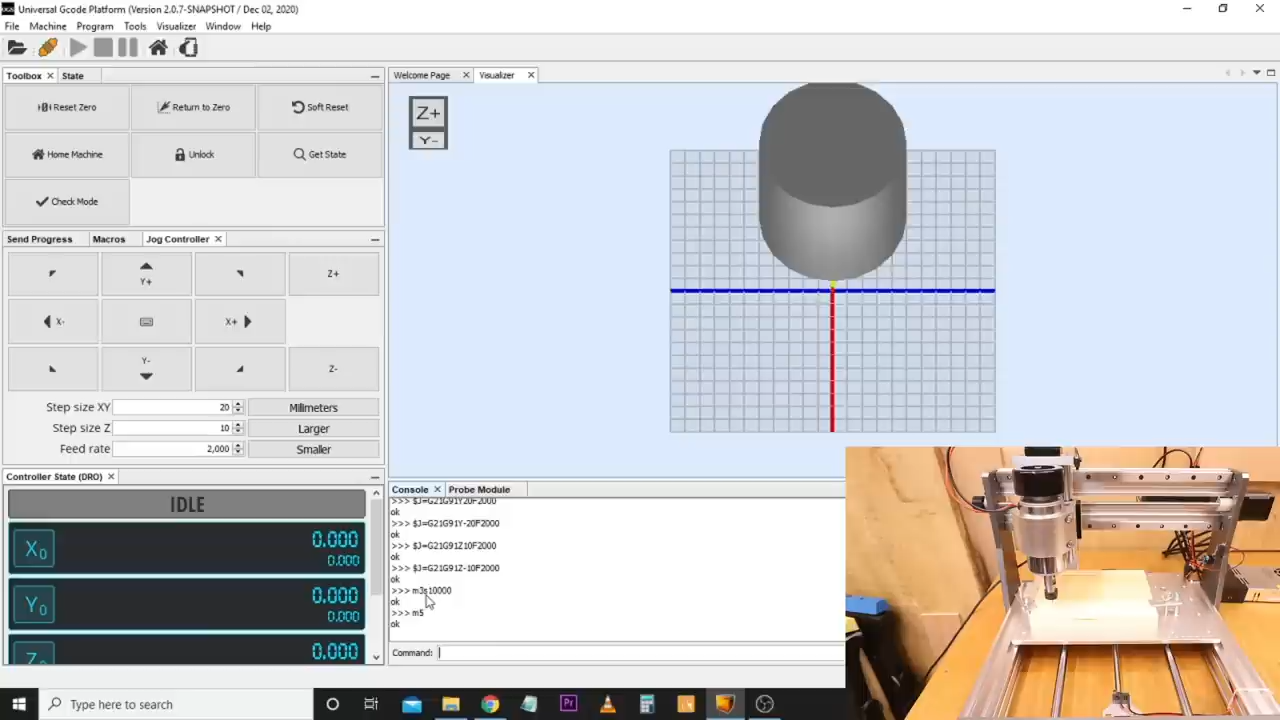 Universal Gcode Platform (Version 2.0.7-SNAPSHOT / Dec 02, 2020)
File Machine Program Tools Visualizer Window Help
Toolbox State
Reset Zero Return to Zero Soft Reset
Home Machine Unlock Get State
Check Mode
Send Progress Macros Jog Controller
Y+ Z+
X- X+
Y- Z-
Step size XY 20 Millimeters
Step size Z 10 Larger
Feed rate 2,000 Smaller
Controller State (DRO)
IDLE
X0 0.000
0.000
Y0 0.000
0.000
Z0 0.000
Welcome Page Visualizer
Z+
Y-
Console Probe Module
>>> $J=G21G91Y20F2000
ok
>>> $J=G21G91Y-20F2000
ok
>>> $J=G21G91Z10F2000
ok
>>> $J=G21G91Z-10F2000
ok
>>> m3s10000
ok
>>> m5
ok
Command:
Type here to search